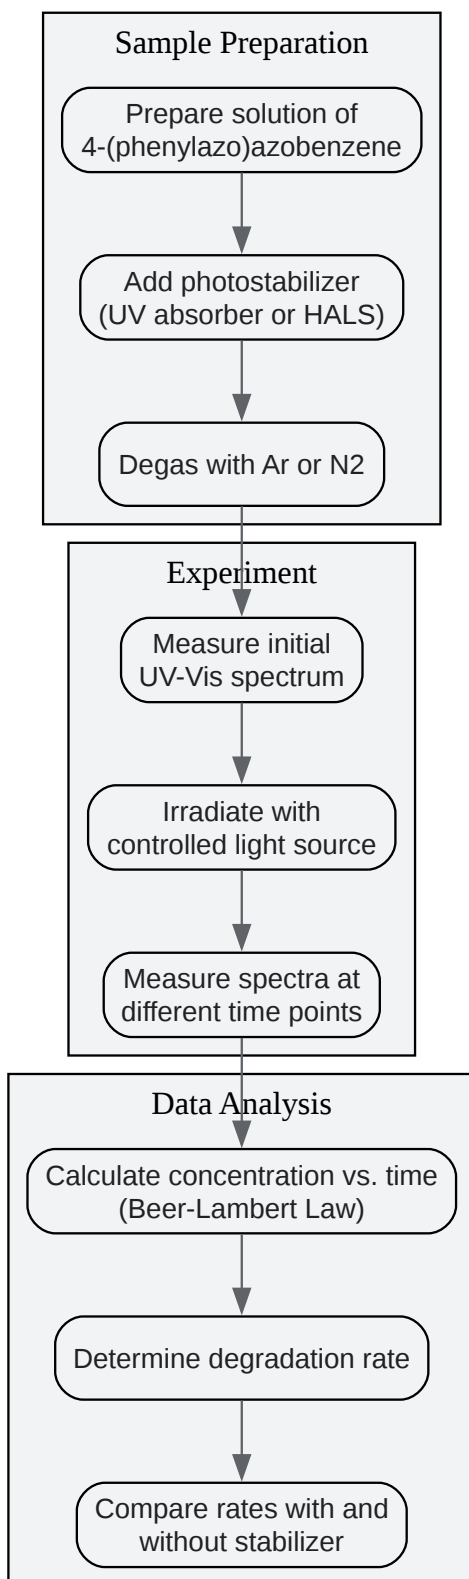 Sample Preparation
Prepare solution of
4-(phenylazo)azobenzene
Add photostabilizer
(UV absorber or HALS)
Degas with Ar or N2
Experiment
Measure initial
UV-Vis spectrum
Irradiate with
controlled light source
Measure spectra at
different time points
Data Analysis
Calculate concentration vs. time
(Beer-Lambert Law)
Determine degradation rate
Compare rates with and
without stabilizer